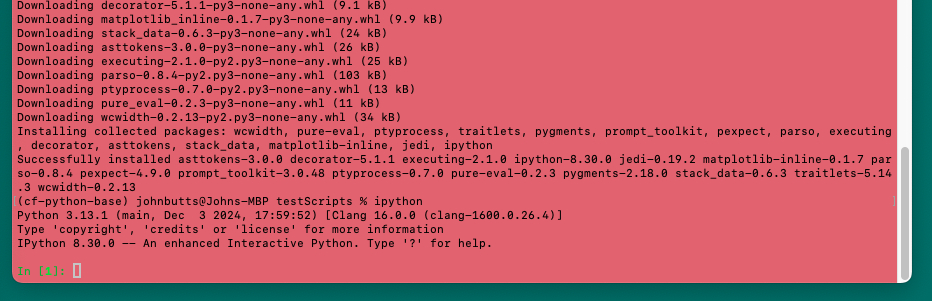 Downloading decorator-5.1.1-py3-none-any.whl (9.1 kB)
Downloading matplotlib_inline-0.1.7-py3-none-any.whl (9.9 kB)
Downloading stack_data-0.6.3-py3-none-any.whl (24 kB)
Downloading asttokens-3.0.0-py3-none-any.whl (26 kB)
Downloading executing-2.1.0-py2.py3-none-any.whl (25 kB)
Downloading parso-0.8.4-py2.py3-none-any.whl (103 kB)
Downloading ptyprocess-0.7.0-py2.py3-none-any.whl (13 kB)
Downloading pure_eval-0.2.3-py3-none-any.whl (11 kB)
Downloading wcwidth-0.2.13-py2.py3-none-any.whl (34 kB)
Installing collected packages: wcwidth, pure-eval, ptyprocess, traitlets, pygments, prompt_toolkit, pexpect, parso, executing
, decorator, asttokens, stack_data, matplotlib-inline, jedi, ipython
Successfully installed asttokens-3.0.0 decorator-5.1.1 executing-2.1.0 ipython-8.30.0 jedi-0.19.2 matplotlib-inline-0.1.7 par
so-0.8.4 pexpect-4.9.0 prompt_toolkit-3.0.48 ptyprocess-0.7.0 pure-eval-0.2.3 pygments-2.18.0 stack_data-0.6.3 traitlets-5.14
.3 wcwidth-0.2.13
(cf-python-base) johnbutts@Johns-MBP testScripts % ipython
Python 3.13.1 (main, Dec  3 2024, 17:59:52) [Clang 16.0.0 (clang-1600.0.26.4)]
Type 'copyright', 'credits' or 'license' for more information
IPython 8.30.0 -- An enhanced Interactive Python. Type '?' for help.
In [1]: